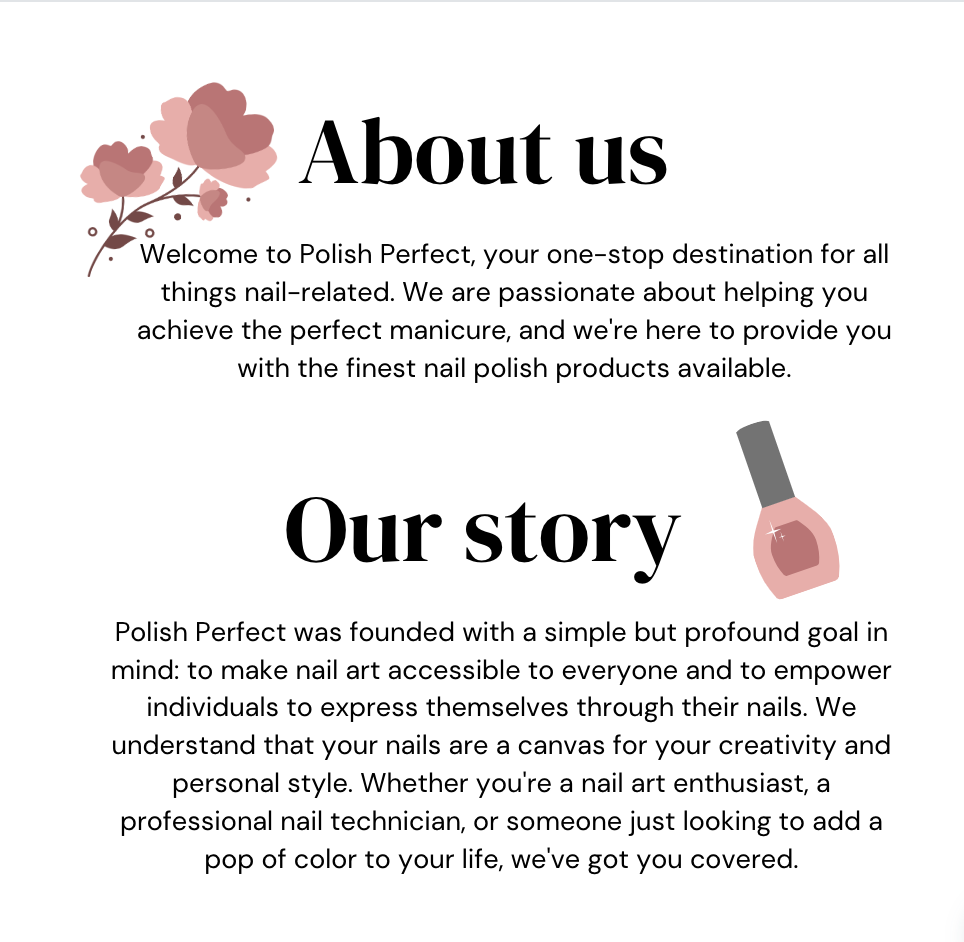 About us
Welcome to Polish Perfect, your one-stop destination for all
things nail-related. We are passionate about helping you
achieve the perfect manicure, and we're here to provide you
with the finest nail polish products available.
Our story
Polish Perfect was founded with a simple but profound goal in
mind: to make nail art accessible to everyone and to empower
individuals to express themselves through their nails. We
understand that your nails are a canvas for your creativity and
personal style. Whether you're a nail art enthusiast, a
professional nail technician, or someone just looking to add a
pop of color to your life, we've got you covered.